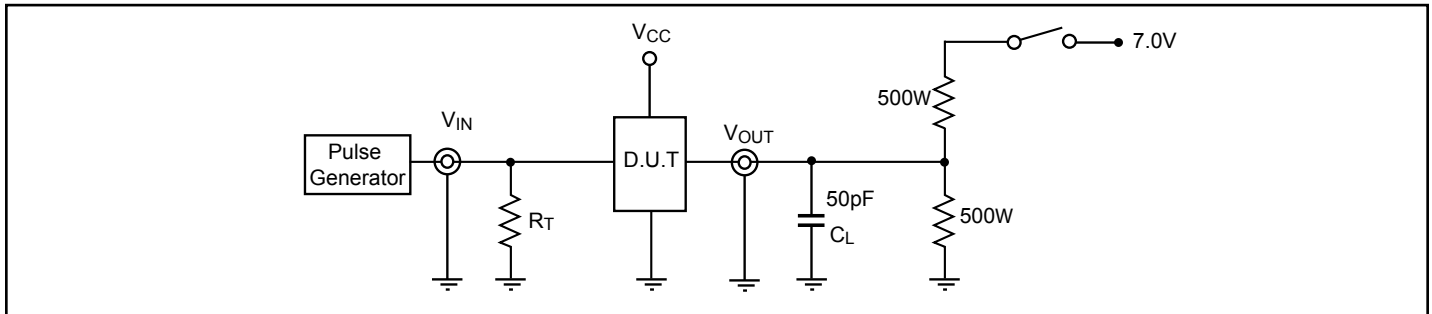 VCC
7.0V
500W
VIN
VOUT
Pulse
Generator
D.U.T
50pF
RT
CL
500W